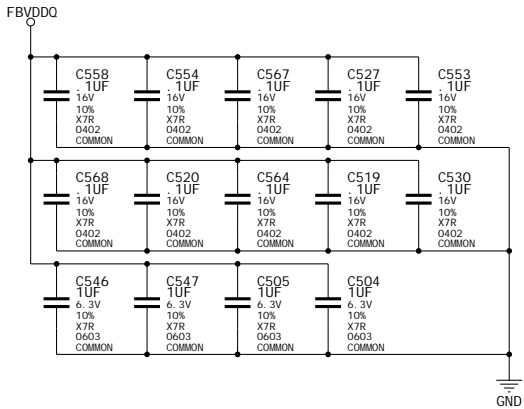 FBVDDQ
C558 C554 C567 C527 C553
.1UF .1UF .1UF .1UF .1UF
16V 16V 16V 16V 16V
10% 10% 10% 10% 10%
X7R X7R X7R X7R X7R
0402 0402 0402 0402 0402
COMMON COMMON COMMON COMMON COMMON
C568 C520 C564 C519 C530
.1UF .1UF .1UF .1UF .1UF
16V 16V 16V 16V 16V
10% 10% 10% 10% 10%
X7R X7R X7R X7R X7R
0402 0402 0402 0402 0402
COMMON COMMON COMMON COMMON COMMON
C546 C547 C505 C504
1UF 1UF 1UF 1UF
6.3V 6.3V 6.3V 6.3V
10% 10% 10% 10%
X7R X7R X7R X7R
0603 0603 0603 0603
COMMON COMMON COMMON COMMON
GND